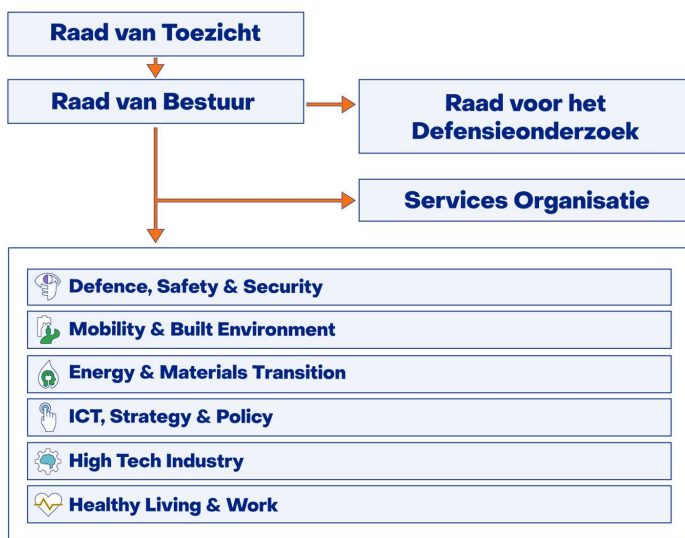 Raad van Toezicht
Raad van Bestuur
Raad voor het
Defensieonderzoek
Services Organisatie
Defence, Safety & Security
Mobility & Built Environment
Energy & Materials Transition
ICT, Strategy & Policy
High Tech Industry
Healthy Living & Work